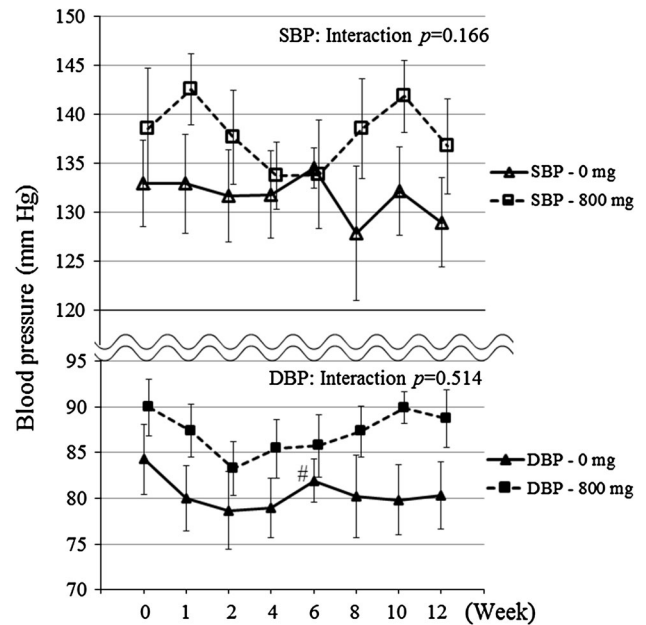 Blood pressure (mm Hg)
SBP: Interaction p=0.166
150
145
140
135
130
125
120
SBP - 0 mg
SBP - 800 mg
DBP: Interaction p=0.514
95
90
85
80
75
70
#
DBP - 0 mg
DBP - 800 mg
0 1 2 4 6 8 10 12 (Week)